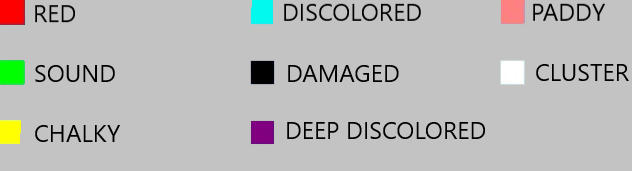 RED DISCOLORED PADDY
SOUND DAMAGED CLUSTER
CHALKY DEEP DISCOLORED